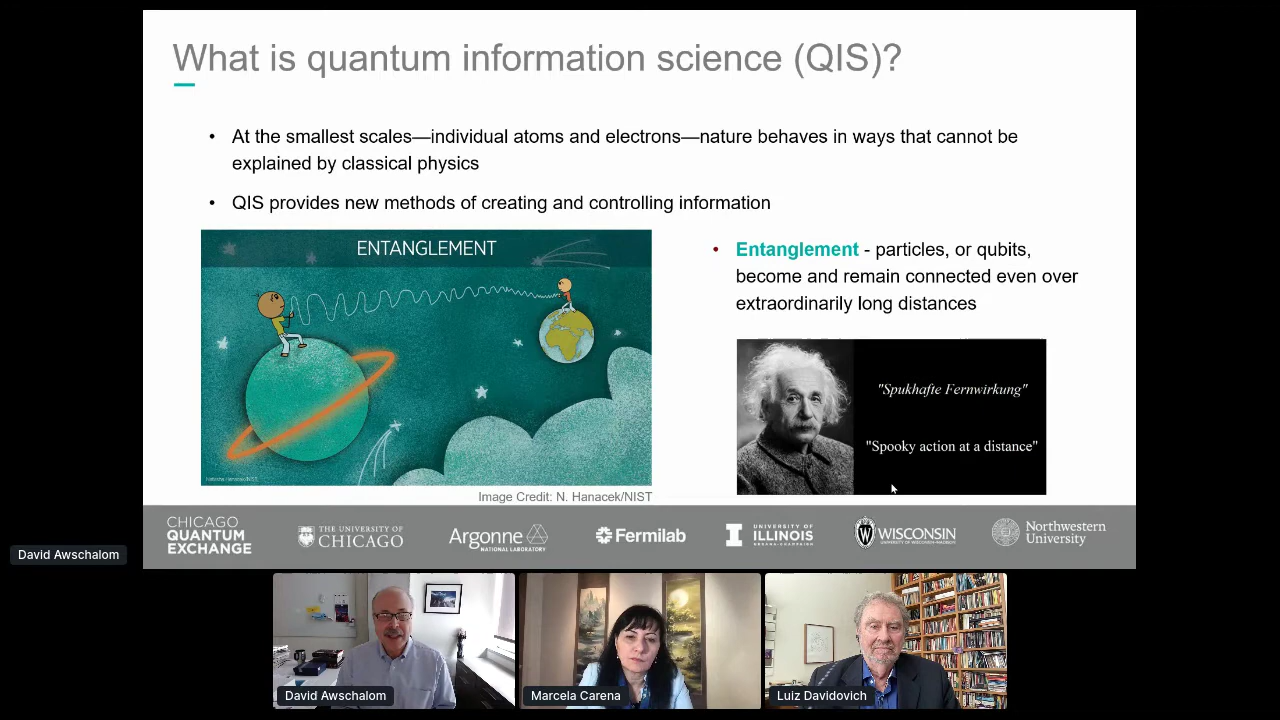 What is quantum information science (QIS)?
• At the smallest scales—individual atoms and electrons—nature behaves in ways that cannot be
explained by classical physics
• QIS provides new methods of creating and controlling information
ENTANGLEMENT
Image Credit: N. Hanacek/NIST
• Entanglement - particles, or qubits,
become and remain connected even over
extraordinarily long distances
"Spukhafte Fernwirkung"
"Spooky action at a distance"
CHICAGO
QUANTUM
EXCHANGE
THE UNIVERSITY OF
CHICAGO
Argonne
NATIONAL LABORATORY
Fermilab
UNIVERSITY OF
ILLINOIS
URBANA-CHAMPAIGN
WISCONSIN
UNIVERSITY OF WISCONSIN-MADISON
Northwestern
University
David Awschalom
David Awschalom
Marcela Carena
Luiz Davidovich